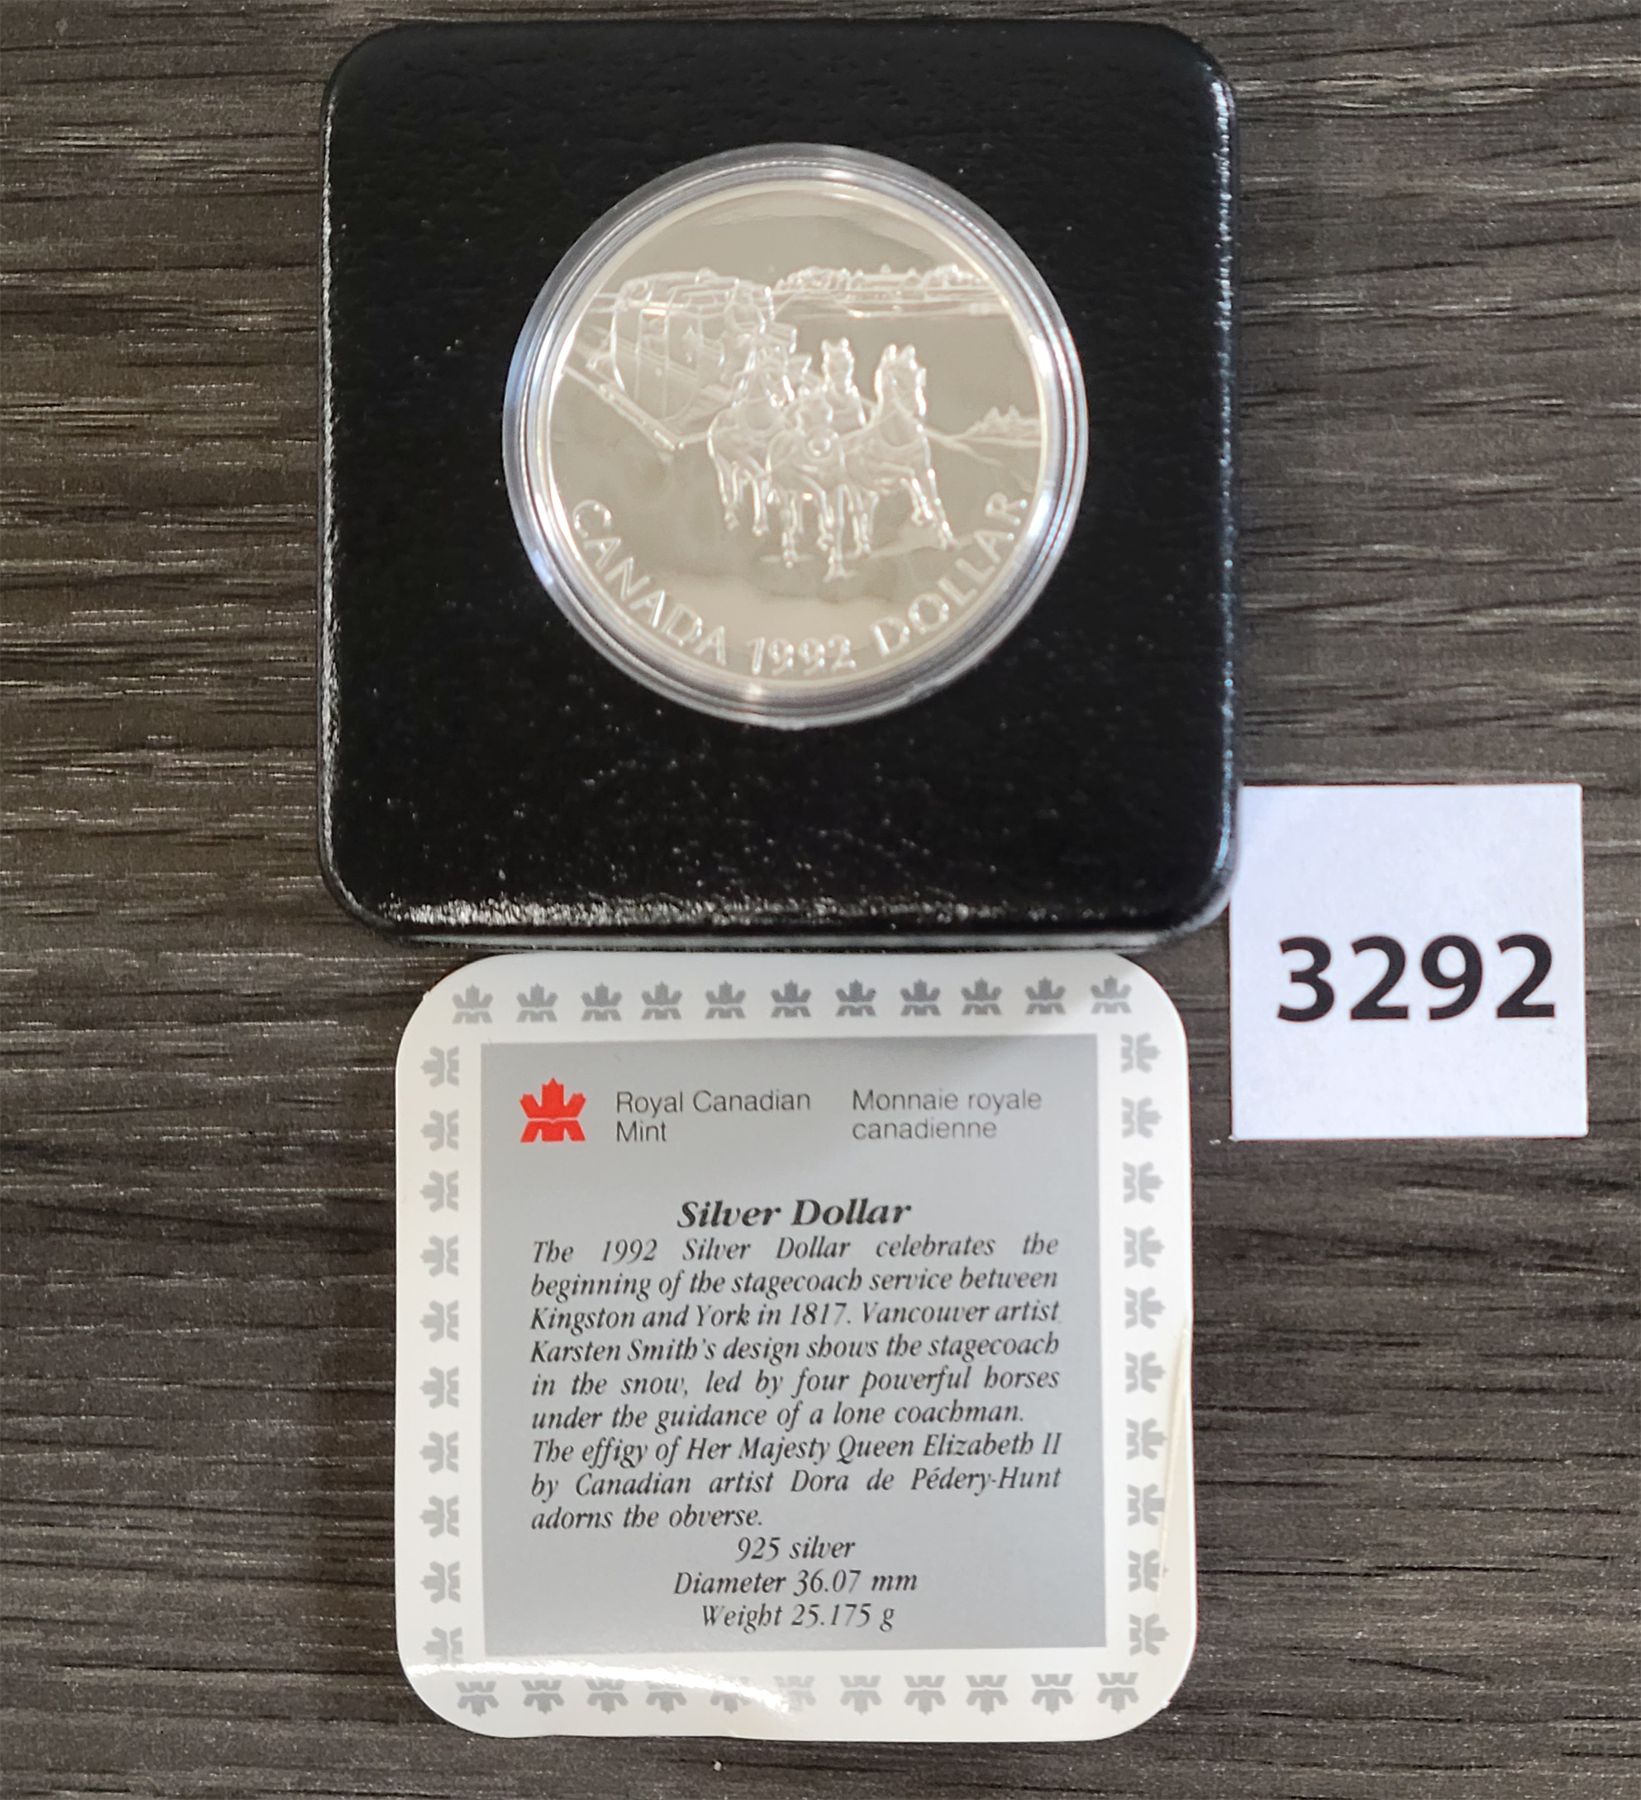 CANADA 1992 DOLLAR
3292
Royal Canadian Mint
Monnaie royale canadienne
Silver Dollar
The 1992 Silver Dollar celebrates the
beginning of the stagecoach service between
Kingston and York in 1817. Vancouver artist
Karsten Smith's design shows the stagecoach
in the snow, led by four powerful horses
under the guidance of a lone coachman.
The effigy of Her Majesty Queen Elizabeth II
by Canadian artist Dora de Pédery-Hunt
adorns the obverse.
925 silver
Diameter 36.07 mm
Weight 25.175 g